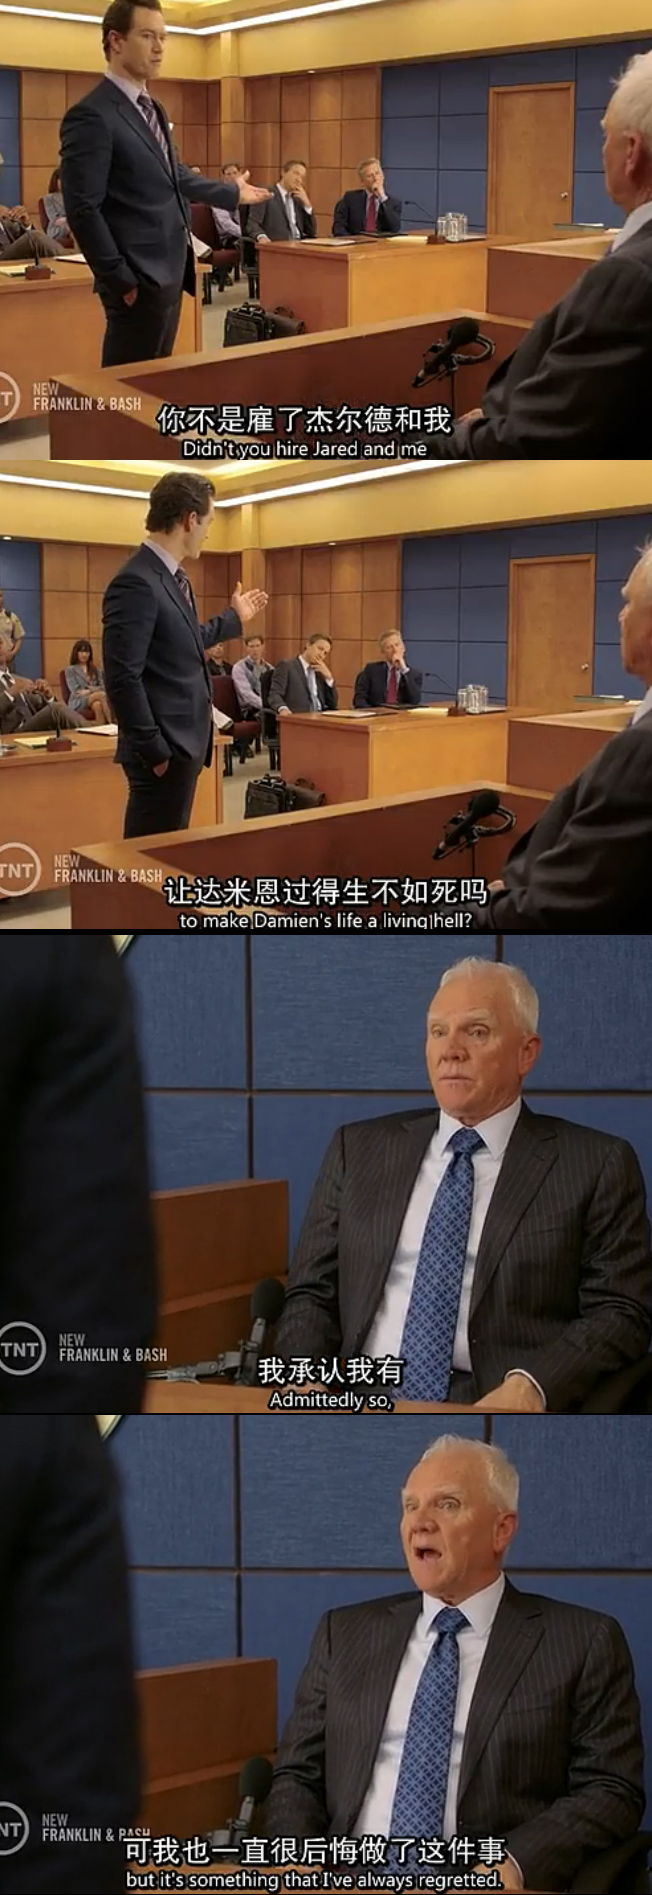 NEW
FRANKLIN & BASH
你不是雇了杰尔德和我
Didn't you hire Jared and me
TNT
NEW
FRANKLIN & BASH
让达米恩过得生不如死吗
to make Damien's life a living hell?
TNT
NEW
FRANKLIN & BASH
我承认我有
Admittedly so,
NEW
FRANKLIN & BASH
可我也一直很后悔做了这件事
but it's something that I've always regretted.